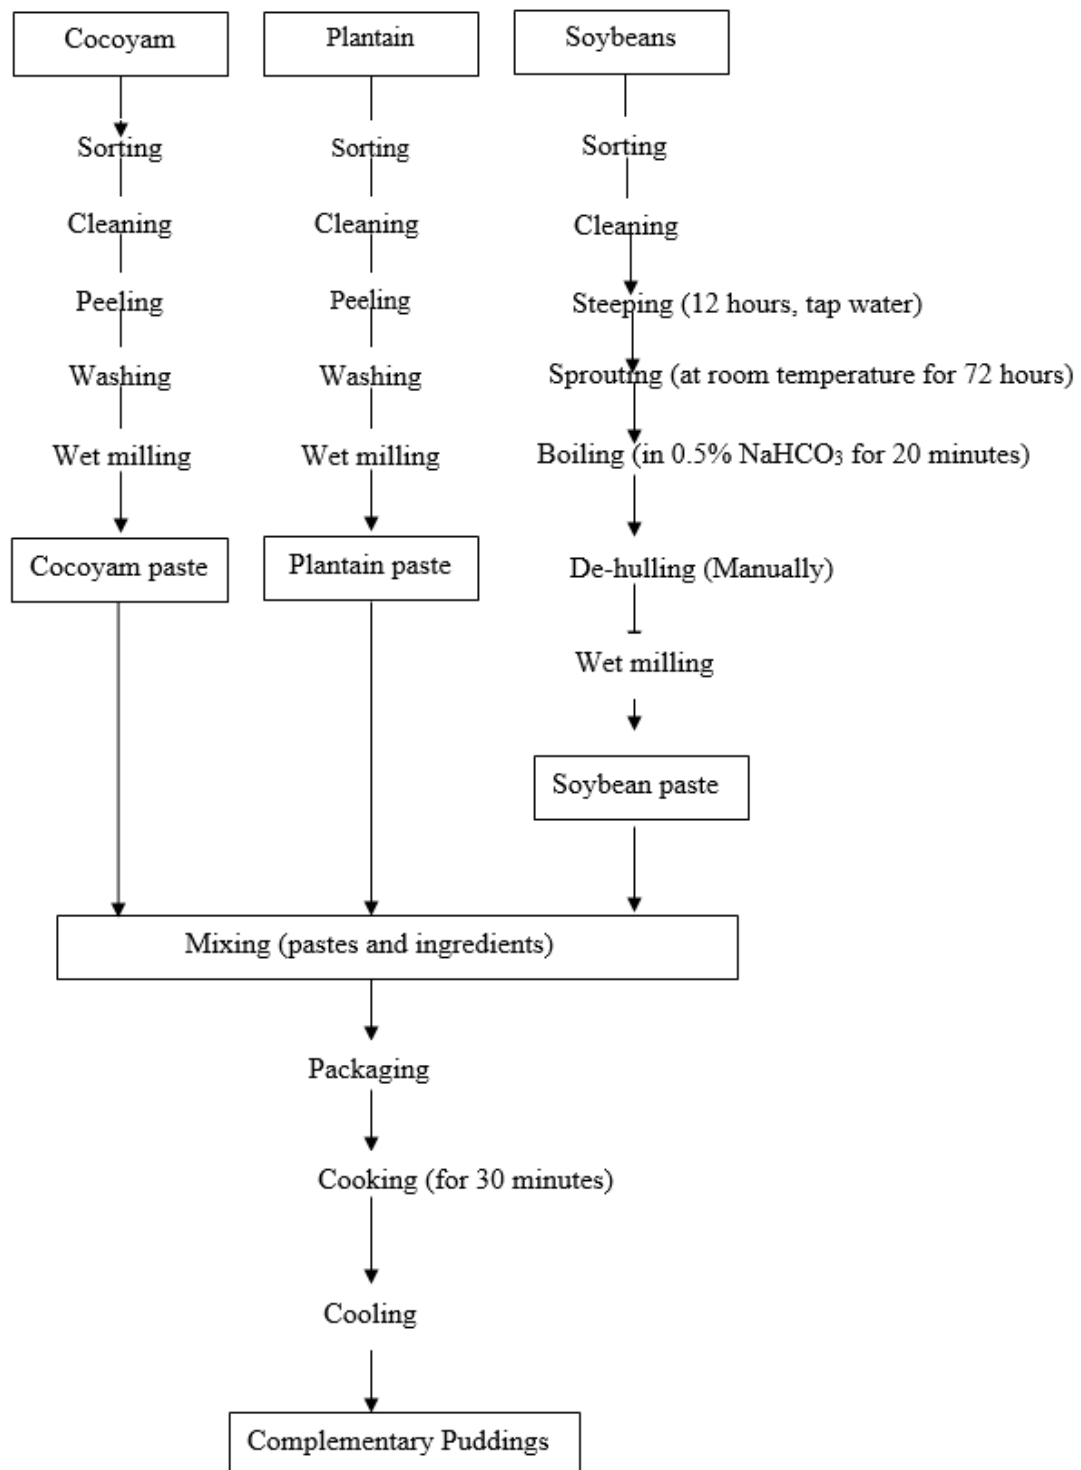 Cocoyam
Plantain
Soybeans
Sorting
Sorting
Sorting
Cleaning
Cleaning
Cleaning
Peeling
Peeling
Steeping (12 hours, tap water)
Washing
Washing
Sprouting (at room temperature for 72 hours)
Wet milling
Wet milling
Boiling (in 0.5% NaHCO₃ for 20 minutes)
Cocoyam paste
Plantain paste
De-hulling (Manually)
Wet milling
Soybean paste
Mixing (pastes and ingredients)
Packaging
Cooking (for 30 minutes)
Cooling
Complementary Puddings